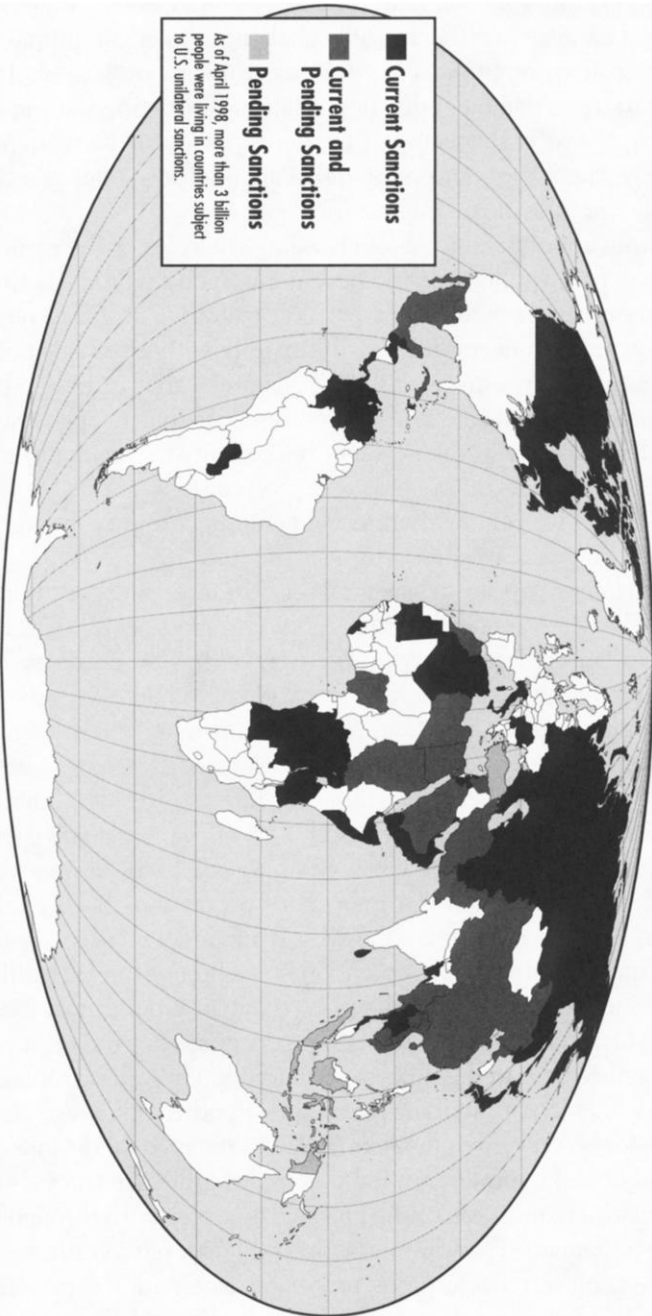 Current Sanctions
Current and
Pending Sanctions
Pending Sanctions
As of April 1998, more than 3 billion
people were living in countries subject
to U.S. unilateral sanctions.